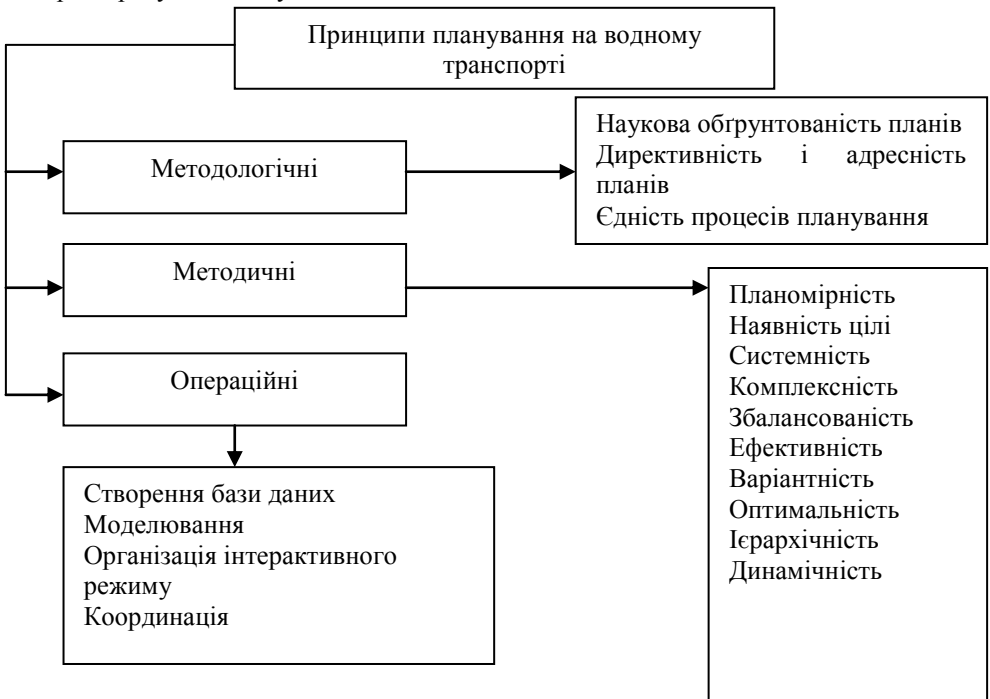 Принципи планування на водному
транспорті
Наукова обґрунтованість планів
Директивність і адресність
планів
Єдність процесів планування
Методологічні
Методичні
Планомірність
Наявність цілі
Системність
Комплексність
Збалансованість
Ефективність
Варіантність
Оптимальність
Ієрархічність
Динамічність
Операційні
Створення бази даних
Моделювання
Організація інтерактивного
режиму
Координація